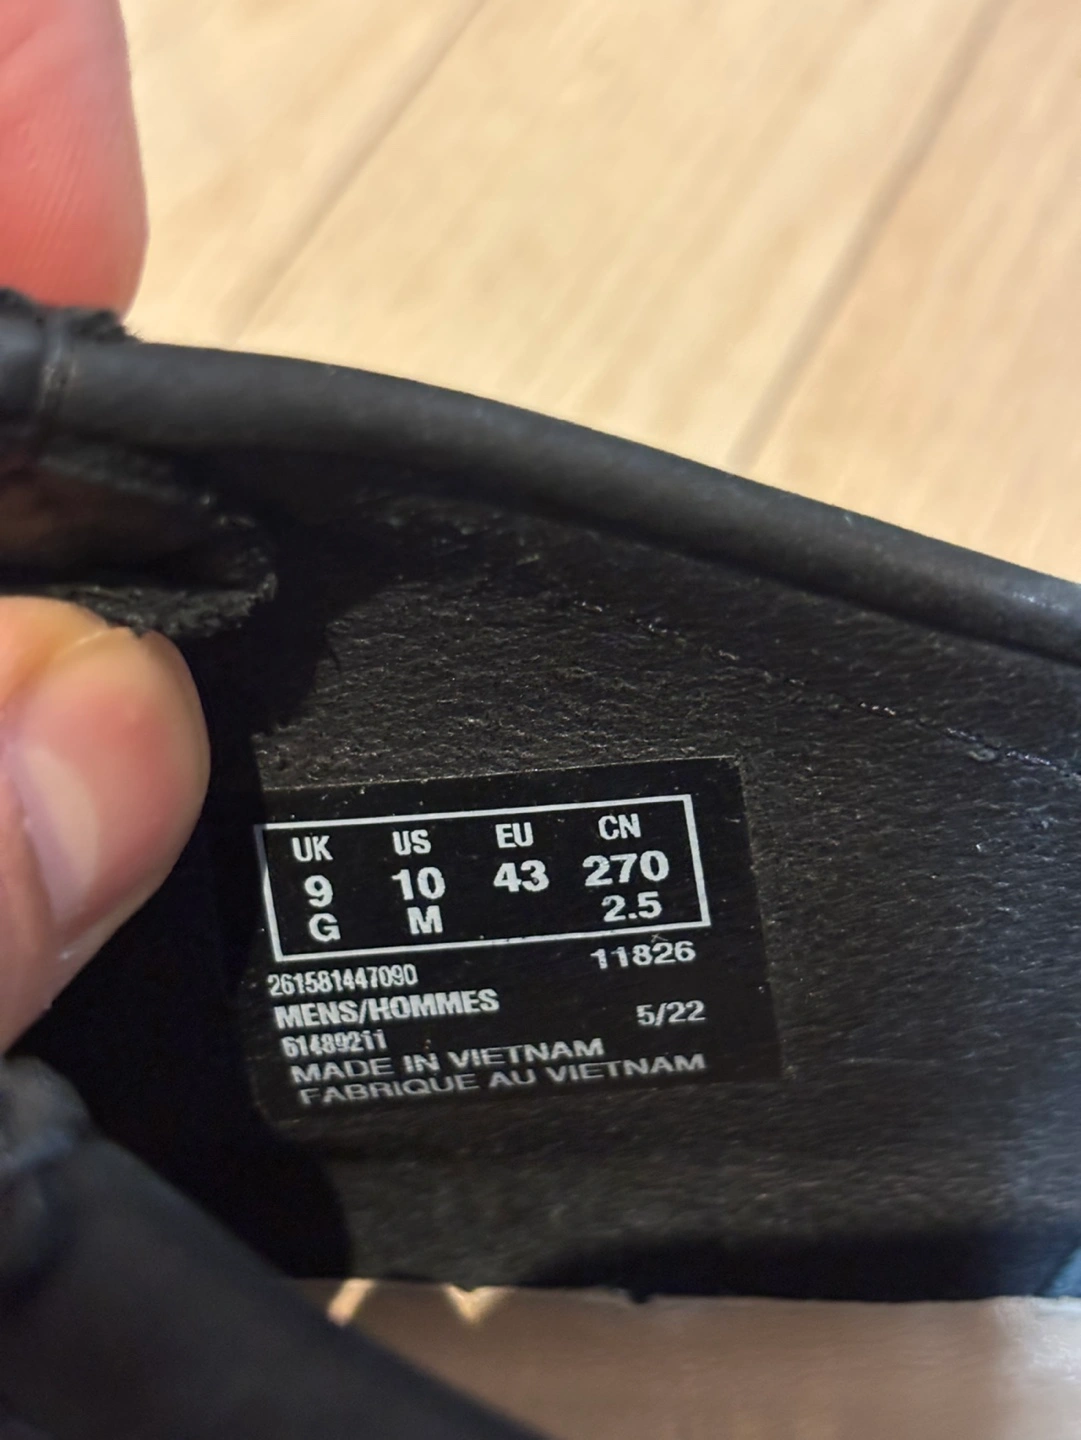 UK US EU CN
9 10 43 270
G M 2.5
261581447090 11826
MENS/HOMMES 5/22
61489211
MADE IN VIETNAM
FABRIQUE AU VIETNAM